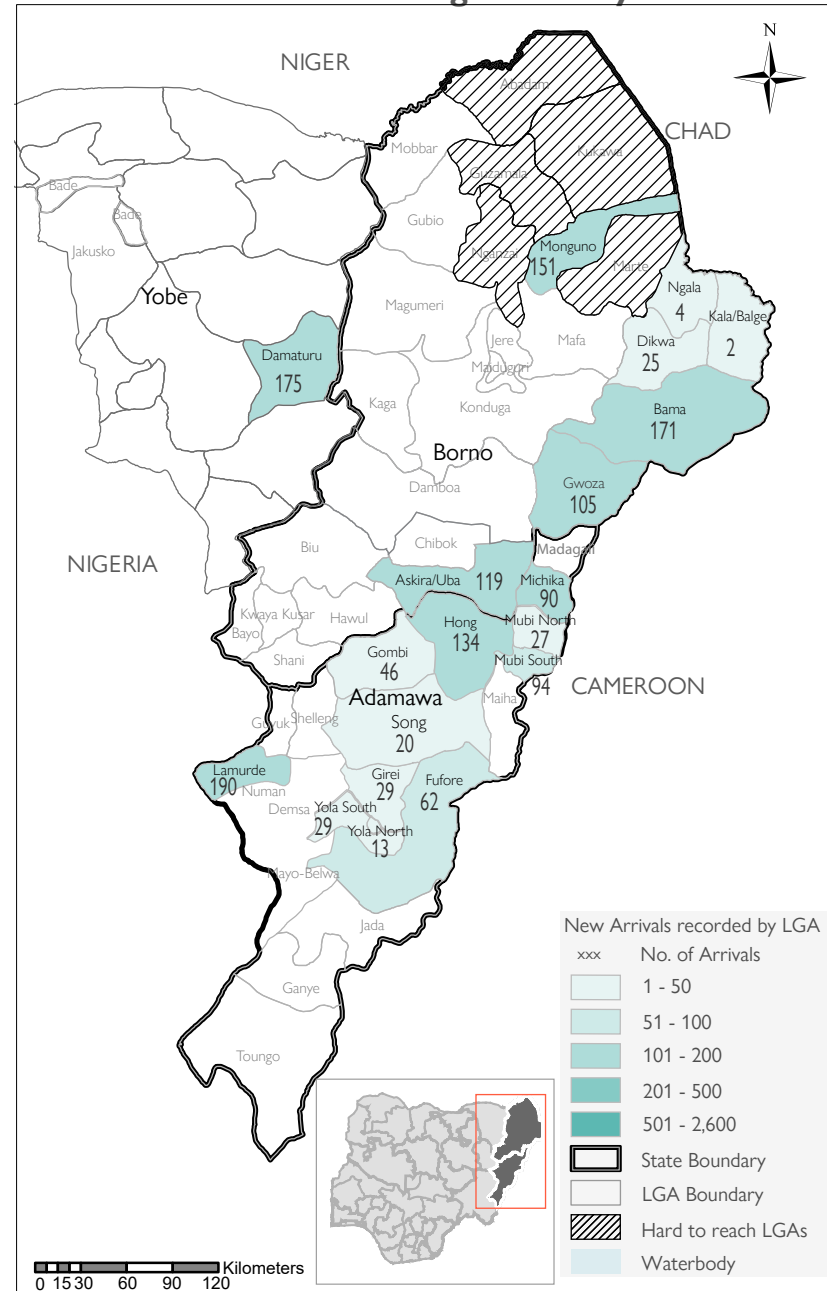 N
NIGER
Abadam
CHAD
Mobbar
Kukawa
Guzamala
Bade
Bade
Gubio
Jakusko
Nganzai
Monguno
151
Marte
Ngala
4
Yobe
Magumeri
Kala/Balge
2
Jere
Mafa
Dikwa
25
Damaturu
175
Maiduguri
Kaga
Konduga
Bama
171
Borno
Damboa
Gwoza
105
Chibok
Madagali
Biu
NIGERIA
Askira/Uba
119
Michika
90
Kwaya Kusar
Hawul
Hong
134
Mubi North
27
Bayo
Shani
Gombi
46
Mubi South
94
CAMEROON
Adamawa
Maiha
Guyuk
Shelleng
Song
20
Lamurde
190
Girei
29
Fufore
62
Numan
Demsa
Yola South
29
Yola North
13
Mayo-Belwa
Jada
Ganye
Toungo
New Arrivals recorded by LGA
xxx No. of Arrivals
1 - 50
51 - 100
101 - 200
201 - 500
501 - 2,600
State Boundary
LGA Boundary
Hard to reach LGAs
Waterbody
Kilometers
0 15 30 60 90 120